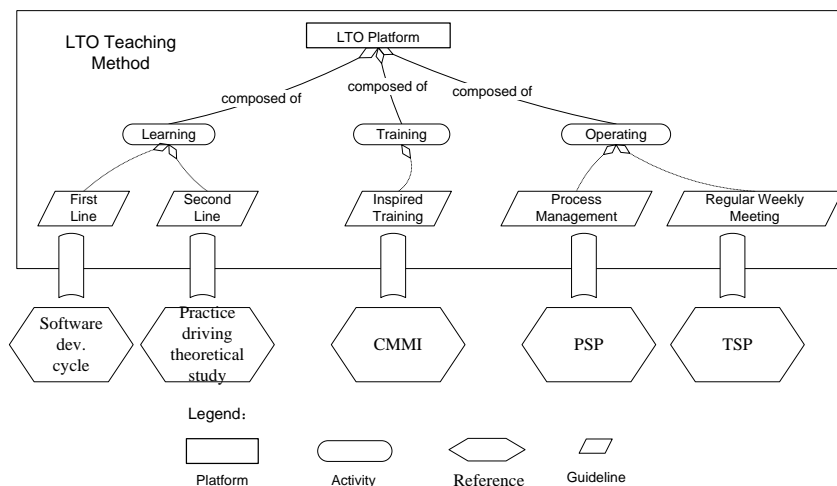 LTO Teaching
Method
LTO Platform
composed of
composed of
composed of
Learning
Training
Operating
First
Line
Second
Line
Inspired
Training
Process
Management
Regular Weekly
Meeting
Software
dev.
cycle
Practice
driving
theoretical
study
CMMI
PSP
TSP
Legend：
Platform
Activity
Reference
Guideline